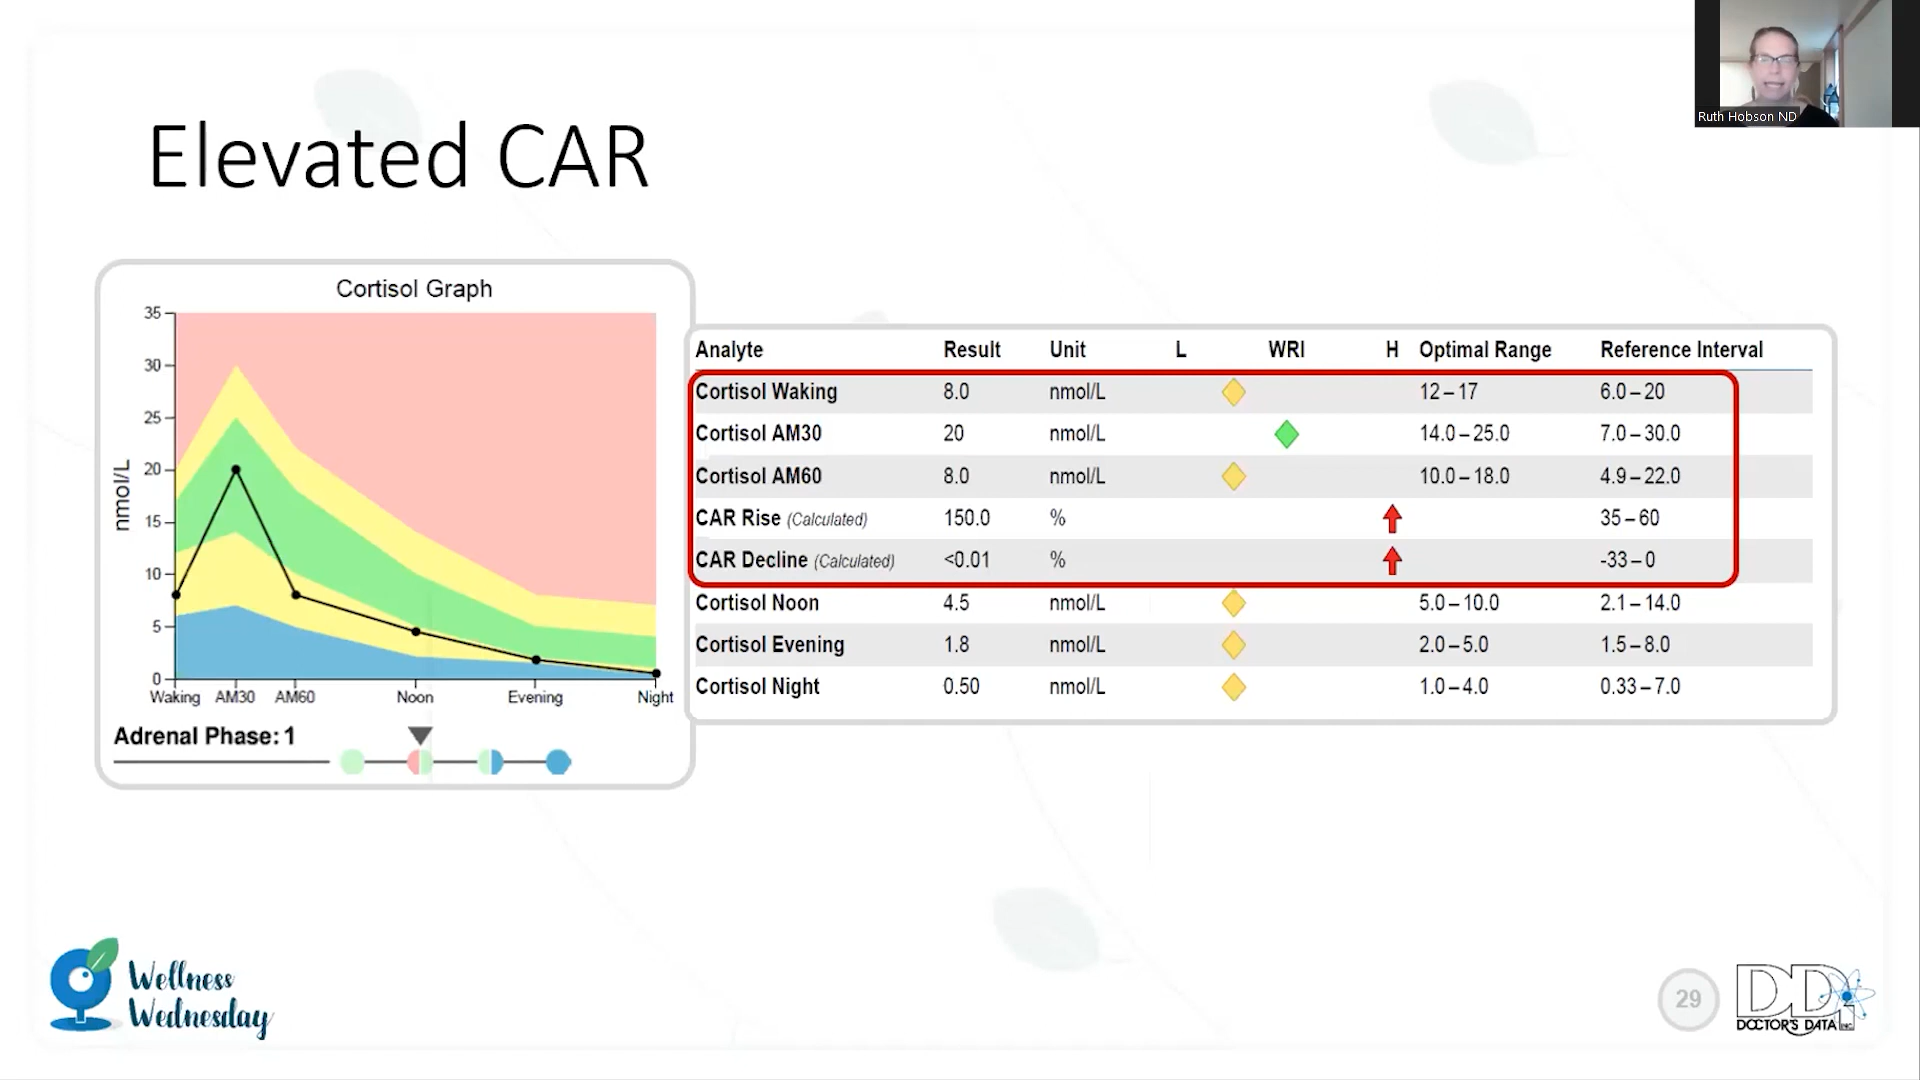 Ruth Hobson ND
Elevated CAR
Cortisol Graph
nmol/L
35
30
25
20
15
10
5
0
Waking AM30 AM60 Noon Evening Night
Adrenal Phase: 1
Analyte Result Unit L WRI H Optimal Range Reference Interval
Cortisol Waking 8.0 nmol/L 12 – 17 6.0 – 20
Cortisol AM30 20 nmol/L 14.0 – 25.0 7.0 – 30.0
Cortisol AM60 8.0 nmol/L 10.0 – 18.0 4.9 – 22.0
CAR Rise (Calculated) 150.0 % 35 – 60
CAR Decline (Calculated) <0.01 % -33 – 0
Cortisol Noon 4.5 nmol/L 5.0 – 10.0 2.1 – 14.0
Cortisol Evening 1.8 nmol/L 2.0 – 5.0 1.5 – 8.0
Cortisol Night 0.50 nmol/L 1.0 – 4.0 0.33 – 7.0
Wellness
Wednesday
29
DDI
DOCTOR'S DATA INC